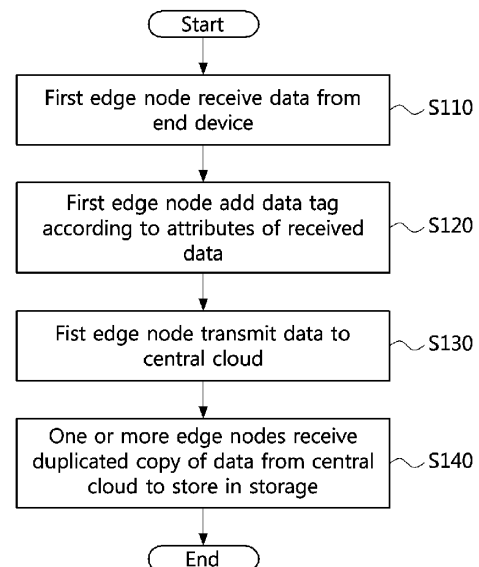 Start
First edge node receive data from
end device
S110
First edge node add data tag
according to attributes of received
data
S120
Fist edge node transmit data to
central cloud
S130
One or more edge nodes receive
duplicated copy of data from central
cloud to store in storage
S140
End